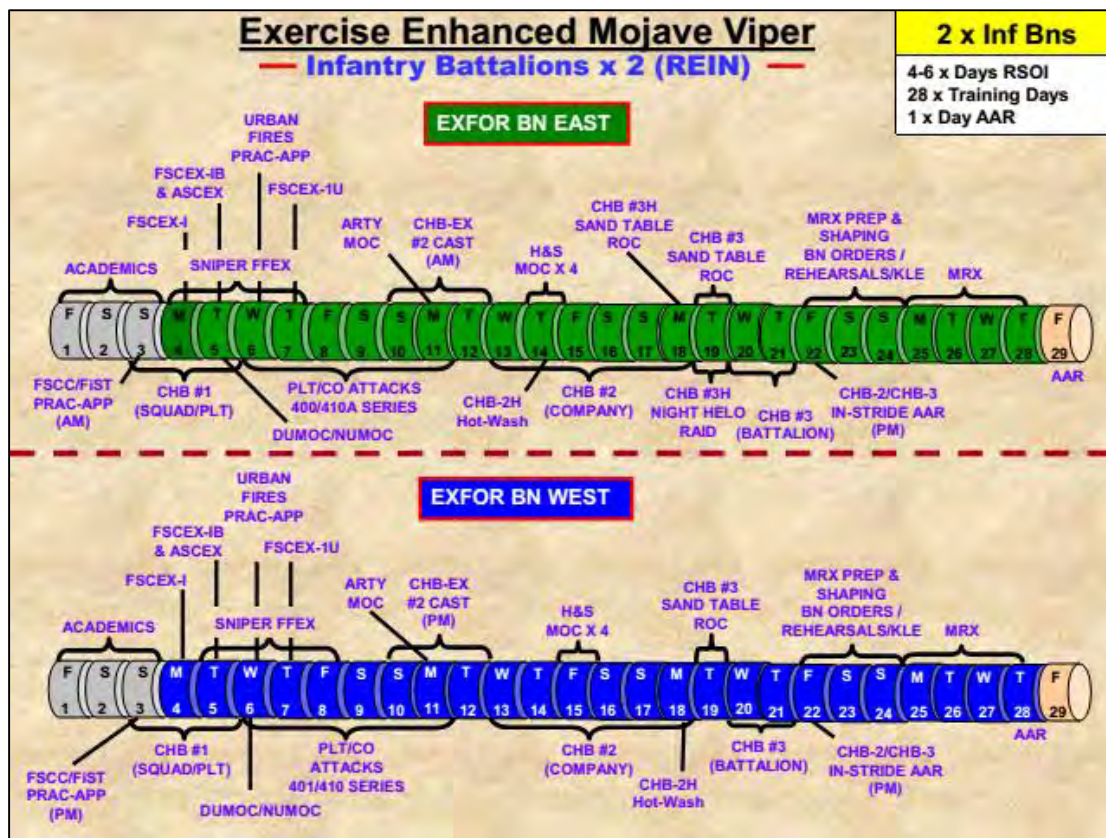 Exercise Enhanced Mojave Viper
Infantry Battalions x 2 (REIN)
2 x Inf Bns
4-6 x Days RSOI
28 x Training Days
1 x Day AAR
EXFOR BN EAST
URBAN
FIRES
PRAC-APP
FSCEX-IB
& ASCEX
FSCEX-1U
FSCEX-I
ACADEMICS
SNIPER FFEX
ARTY
MOC
CHB-EX
#2 CAST
(AM)
H&S
MOC X 4
CHB #3H
SAND TABLE
ROC
CHB #3
SAND TABLE
ROC
MRX PREP &
SHAPING
BN ORDERS /
REHEARSALS/KLE
MRX
F S S M T W T F S S M T W T F S S M T W T F S S M T W T F
1 2 3 4 5 6 7 8 9 10 11 12 13 14 15 16 17 18 19 20 21 22 23 24 25 26 27 28 29
AAR
FSCC/FiST
PRAC-APP
(AM)
CHB #1
(SQUAD/PLT)
DUMOC/NUMOC
PLT/CO ATTACKS
400/410A SERIES
CHB-2H
Hot-Wash
CHB #2
(COMPANY)
CHB #3H
NIGHT HELO
RAID
CHB #3
(BATTALION)
CHB-2/CHB-3
IN-STRIDE AAR
(PM)
EXFOR BN WEST
URBAN
FIRES
PRAC-APP
FSCEX-IB
& ASCEX
FSCEX-1U
FSCEX-I
ACADEMICS
SNIPER FFEX
ARTY
MOC
CHB-EX
#2 CAST
(PM)
H&S
MOC X 4
CHB #3
SAND TABLE
ROC
MRX PREP &
SHAPING
BN ORDERS /
REHEARSALS/KLE
MRX
F S S M T W T F S S M T W T F S S M T W T F S S M T W T F
1 2 3 4 5 6 7 8 9 10 11 12 13 14 15 16 17 18 19 20 21 22 23 24 25 26 27 28 29
AAR
FSCC/FiST
PRAC-APP
(PM)
CHB #1
(SQUAD/PLT)
DUMOC/NUMOC
PLT/CO
ATTACKS
401/410 SERIES
CHB #2
(COMPANY)
CHB-2H
Hot-Wash
CHB #3
(BATTALION)
CHB-2/CHB-3
IN-STRIDE AAR
(PM)